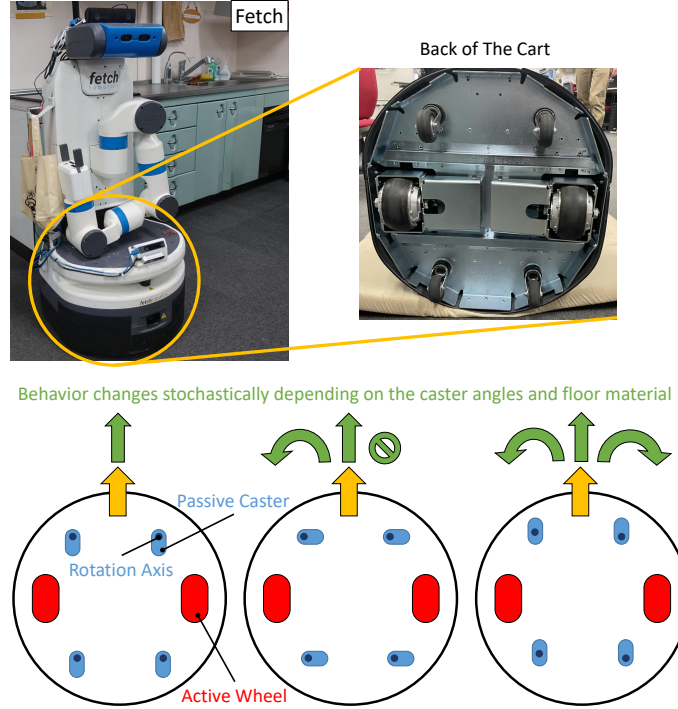 Fetch
Back of The Cart
fetch
fetch
Behavior changes stochastically depending on the caster angles and floor material
Passive Caster
Rotation Axis
Active Wheel